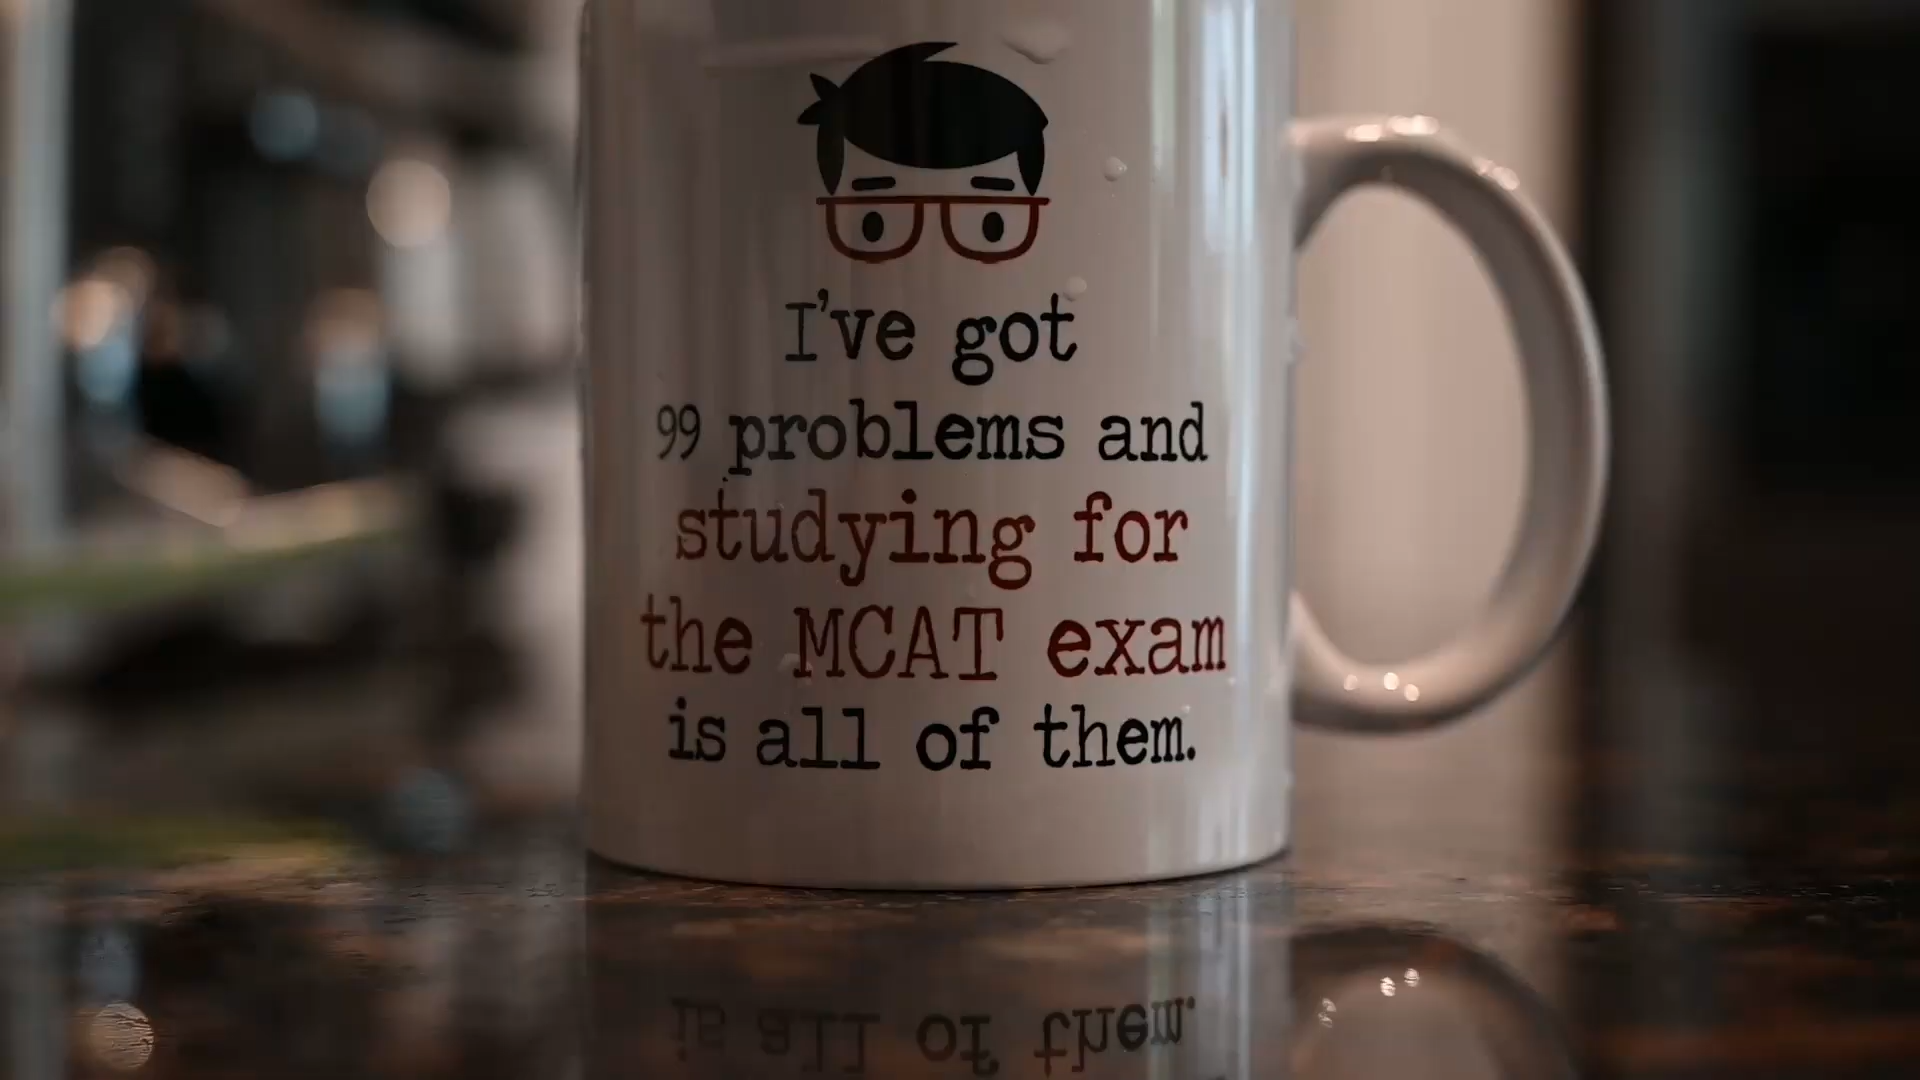 I've got
99 problems and
studying for
the MCAT exam
is all of them.